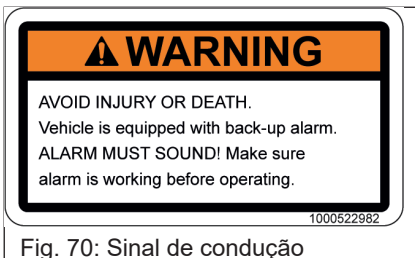 WARNING
AVOID INJURY OR DEATH.
Vehicle is equipped with back-up alarm.
ALARM MUST SOUND! Make sure
alarm is working before operating.
1000522982
Fig. 70: Sinal de condução